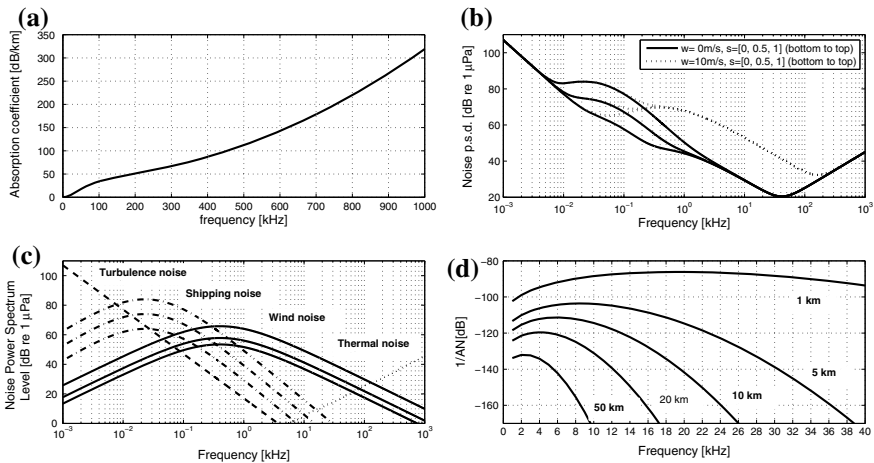 (a)
Absorption coefficient [dB/km]
350
300
250
200
150
100
50
0
0 100 200 300 400 500 600 700 800 900 1000
frequency [kHz]
(b)
Noise p.s.d. [dB re 1 μPa]
100
80
60
40
20
w= 0m/s, s=[0, 0.5, 1] (bottom to top)
w=10m/s, s=[0, 0.5, 1] (bottom to top)
10⁻³ 10⁻² 10⁻¹ 10⁰ 10¹ 10² 10³
Frequency [kHz]
(c)
Noise Power Spectrum
Level [dB re 1 μPa]
100
80
60
40
20
0
Turbulence noise
Shipping noise
Wind noise
Thermal noise
10⁻³ 10⁻² 10⁻¹ 10⁰ 10¹ 10² 10³
Frequency [kHz]
(d)
1/AN[dB]
−80
−100
−120
−140
−160
1 km
5 km
10 km
20 km
50 km
0 2 4 6 8 10 12 14 16 18 20 22 24 26 28 30 32 34 36 38 40
Frequency [kHz]